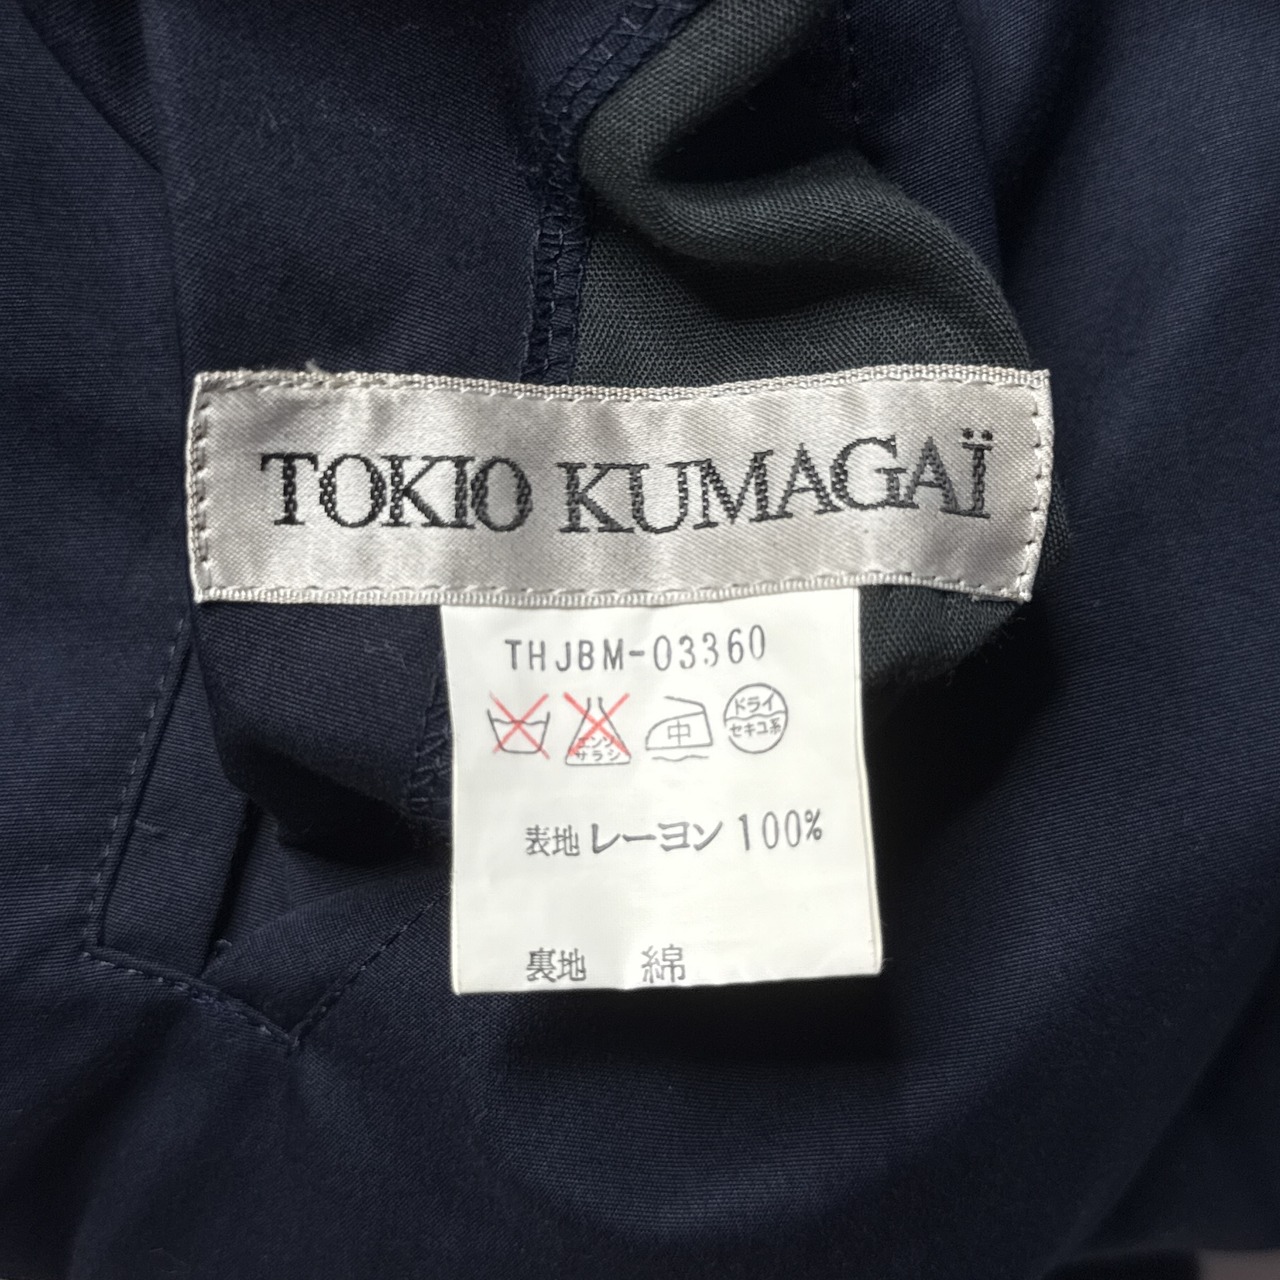 TOKIO KUMAGAÏ
THJBM-03360
エンソ
サラシ
中
ドライ
セキユ系
表地 レーヨン 100%
裏地 綿